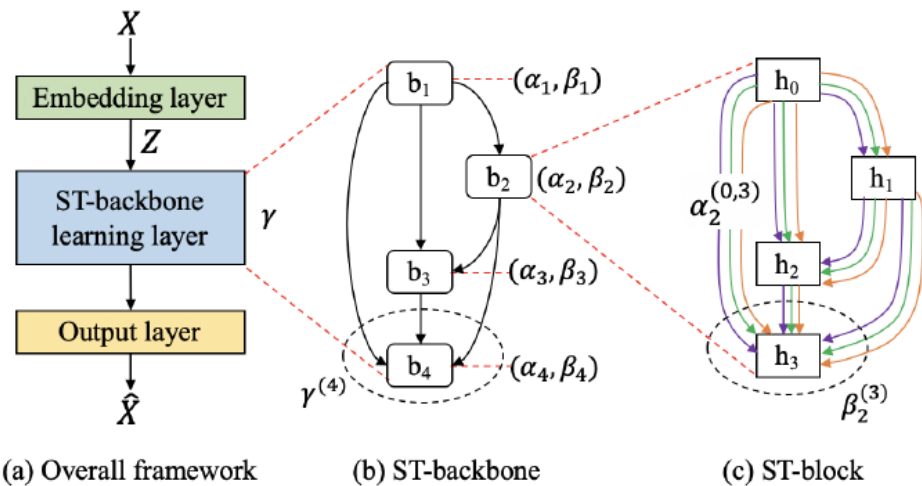 X
Embedding layer
Z
ST-backbone
learning layer
γ
Output layer
X̂
(a) Overall framework
b₁
(α₁, β₁)
b₂
(α₂, β₂)
b₃
(α₃, β₃)
b₄
(α₄, β₄)
γ⁽⁴⁾
(b) ST-backbone
h₀
h₁
α₂⁽⁰,³⁾
h₂
h₃
β₂⁽³⁾
(c) ST-block